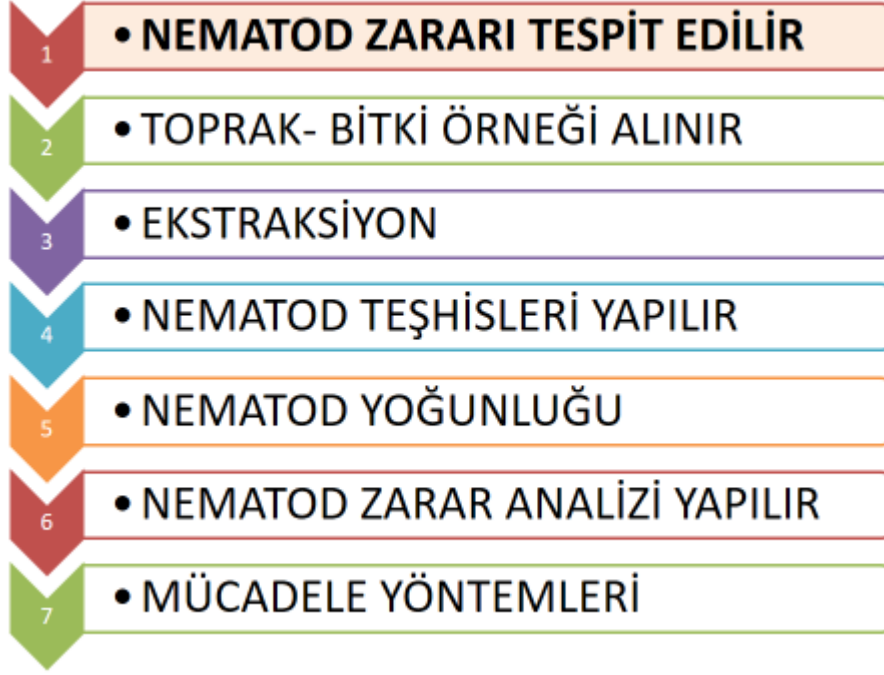 1 • NEMATOD ZARARI TESPİT EDİLİR
2 • TOPRAK- BİTKİ ÖRNEĞİ ALINIR
3 • EKSTRAKSİYON
4 • NEMATOD TEŞHİSLERİ YAPILIR
5 • NEMATOD YOĞUNLUĞU
6 • NEMATOD ZARAR ANALİZİ YAPILIR
7 • MÜCADELE YÖNTEMLERİ